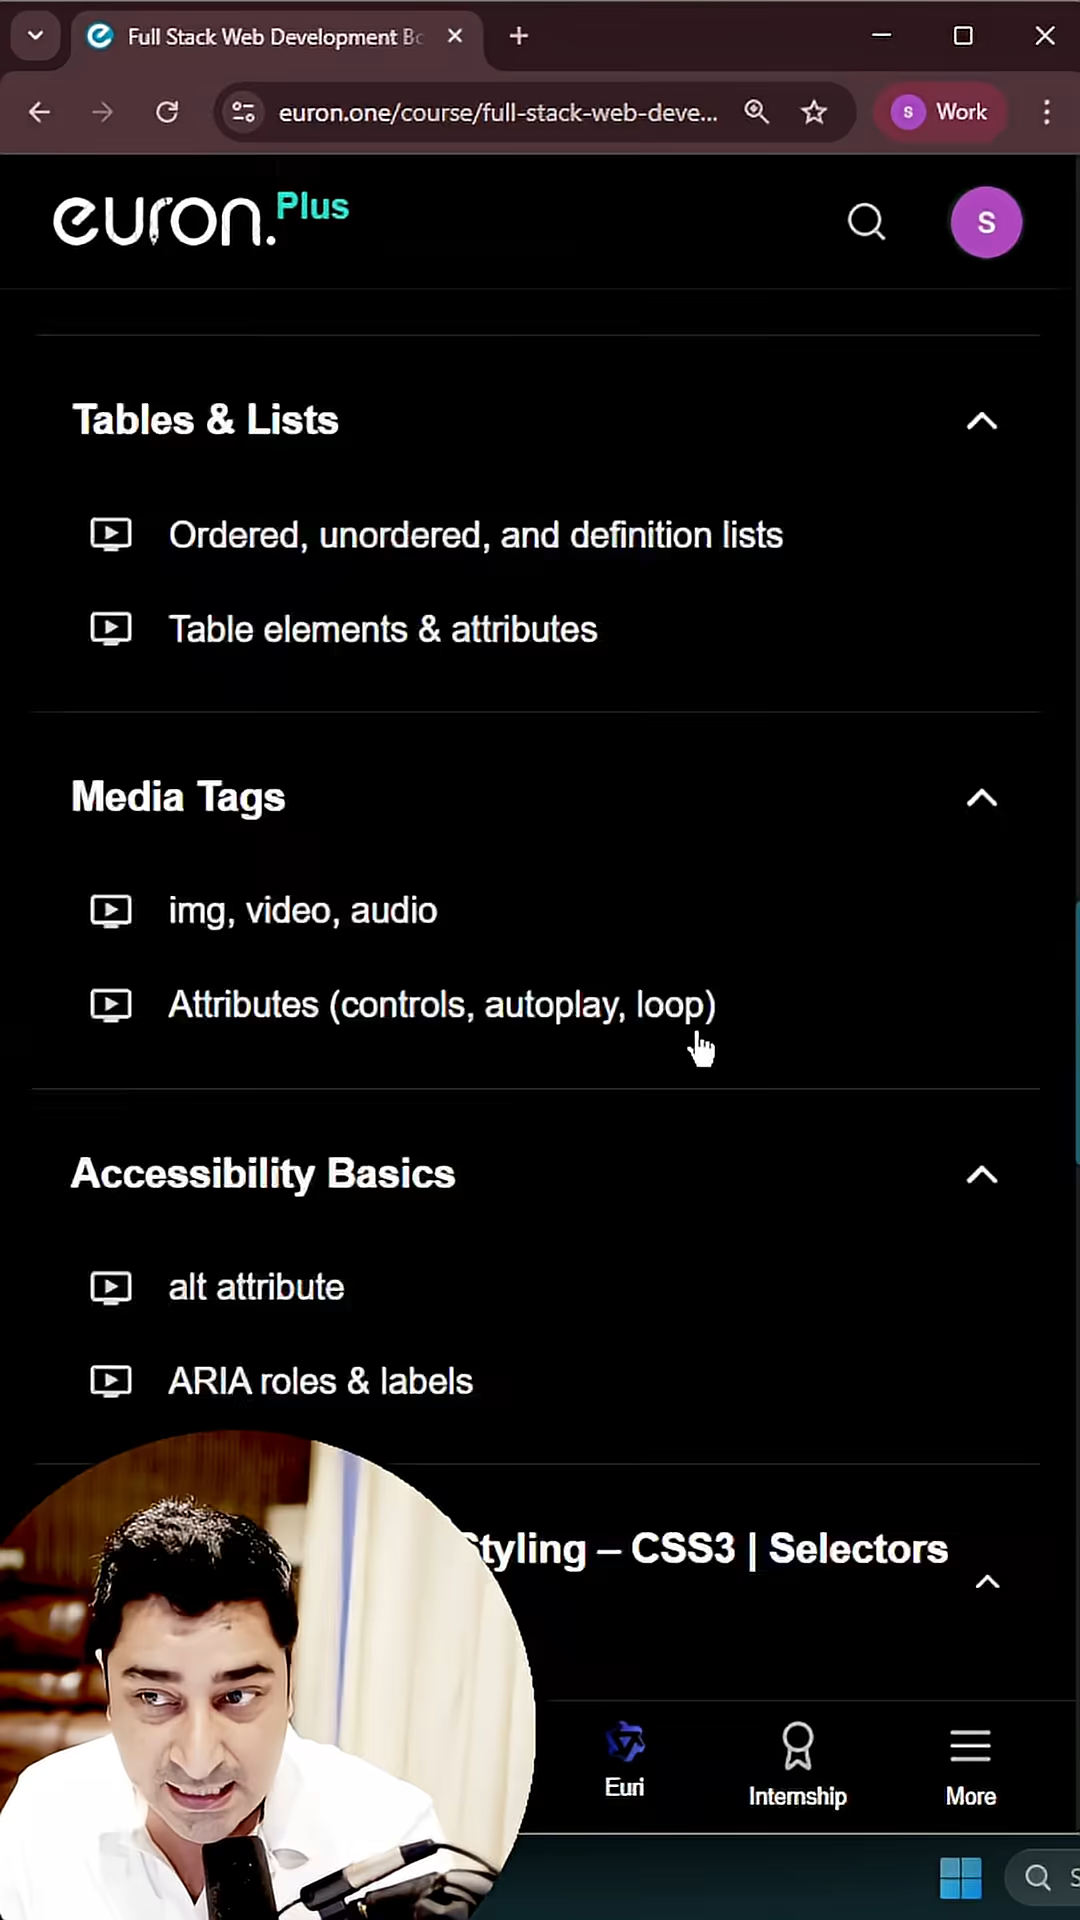 Full Stack Web Development Bo
euron.one/course/full-stack-web-deve...
S
Work
euron.Plus
S
Tables & Lists
Ordered, unordered, and definition lists
Table elements & attributes
Media Tags
img, video, audio
Attributes (controls, autoplay, loop)
Accessibility Basics
alt attribute
ARIA roles & labels
tyling – CSS3 | Selectors
Euri
Internship
More
S